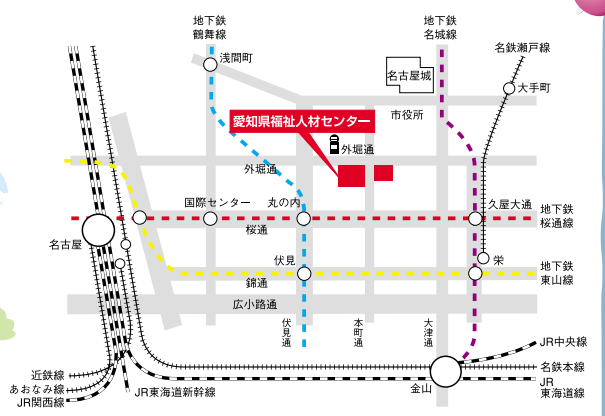 地下鉄
鶴舞線
地下鉄
名城線
浅間町
名鉄瀬戸線
名古屋城
大手町
市役所
愛知県福祉人材センター
外堀通
外堀通
国際センター
丸の内
久屋大通
地下鉄
桜通線
桜通
名古屋
伏見
栄
地下鉄
東山線
錦通
広小路通
伏見通
本町通
大津通
JR中央線
近鉄線
名鉄本線
あおなみ線
JR東海道新幹線
金山
JR
東海道線
JR関西線